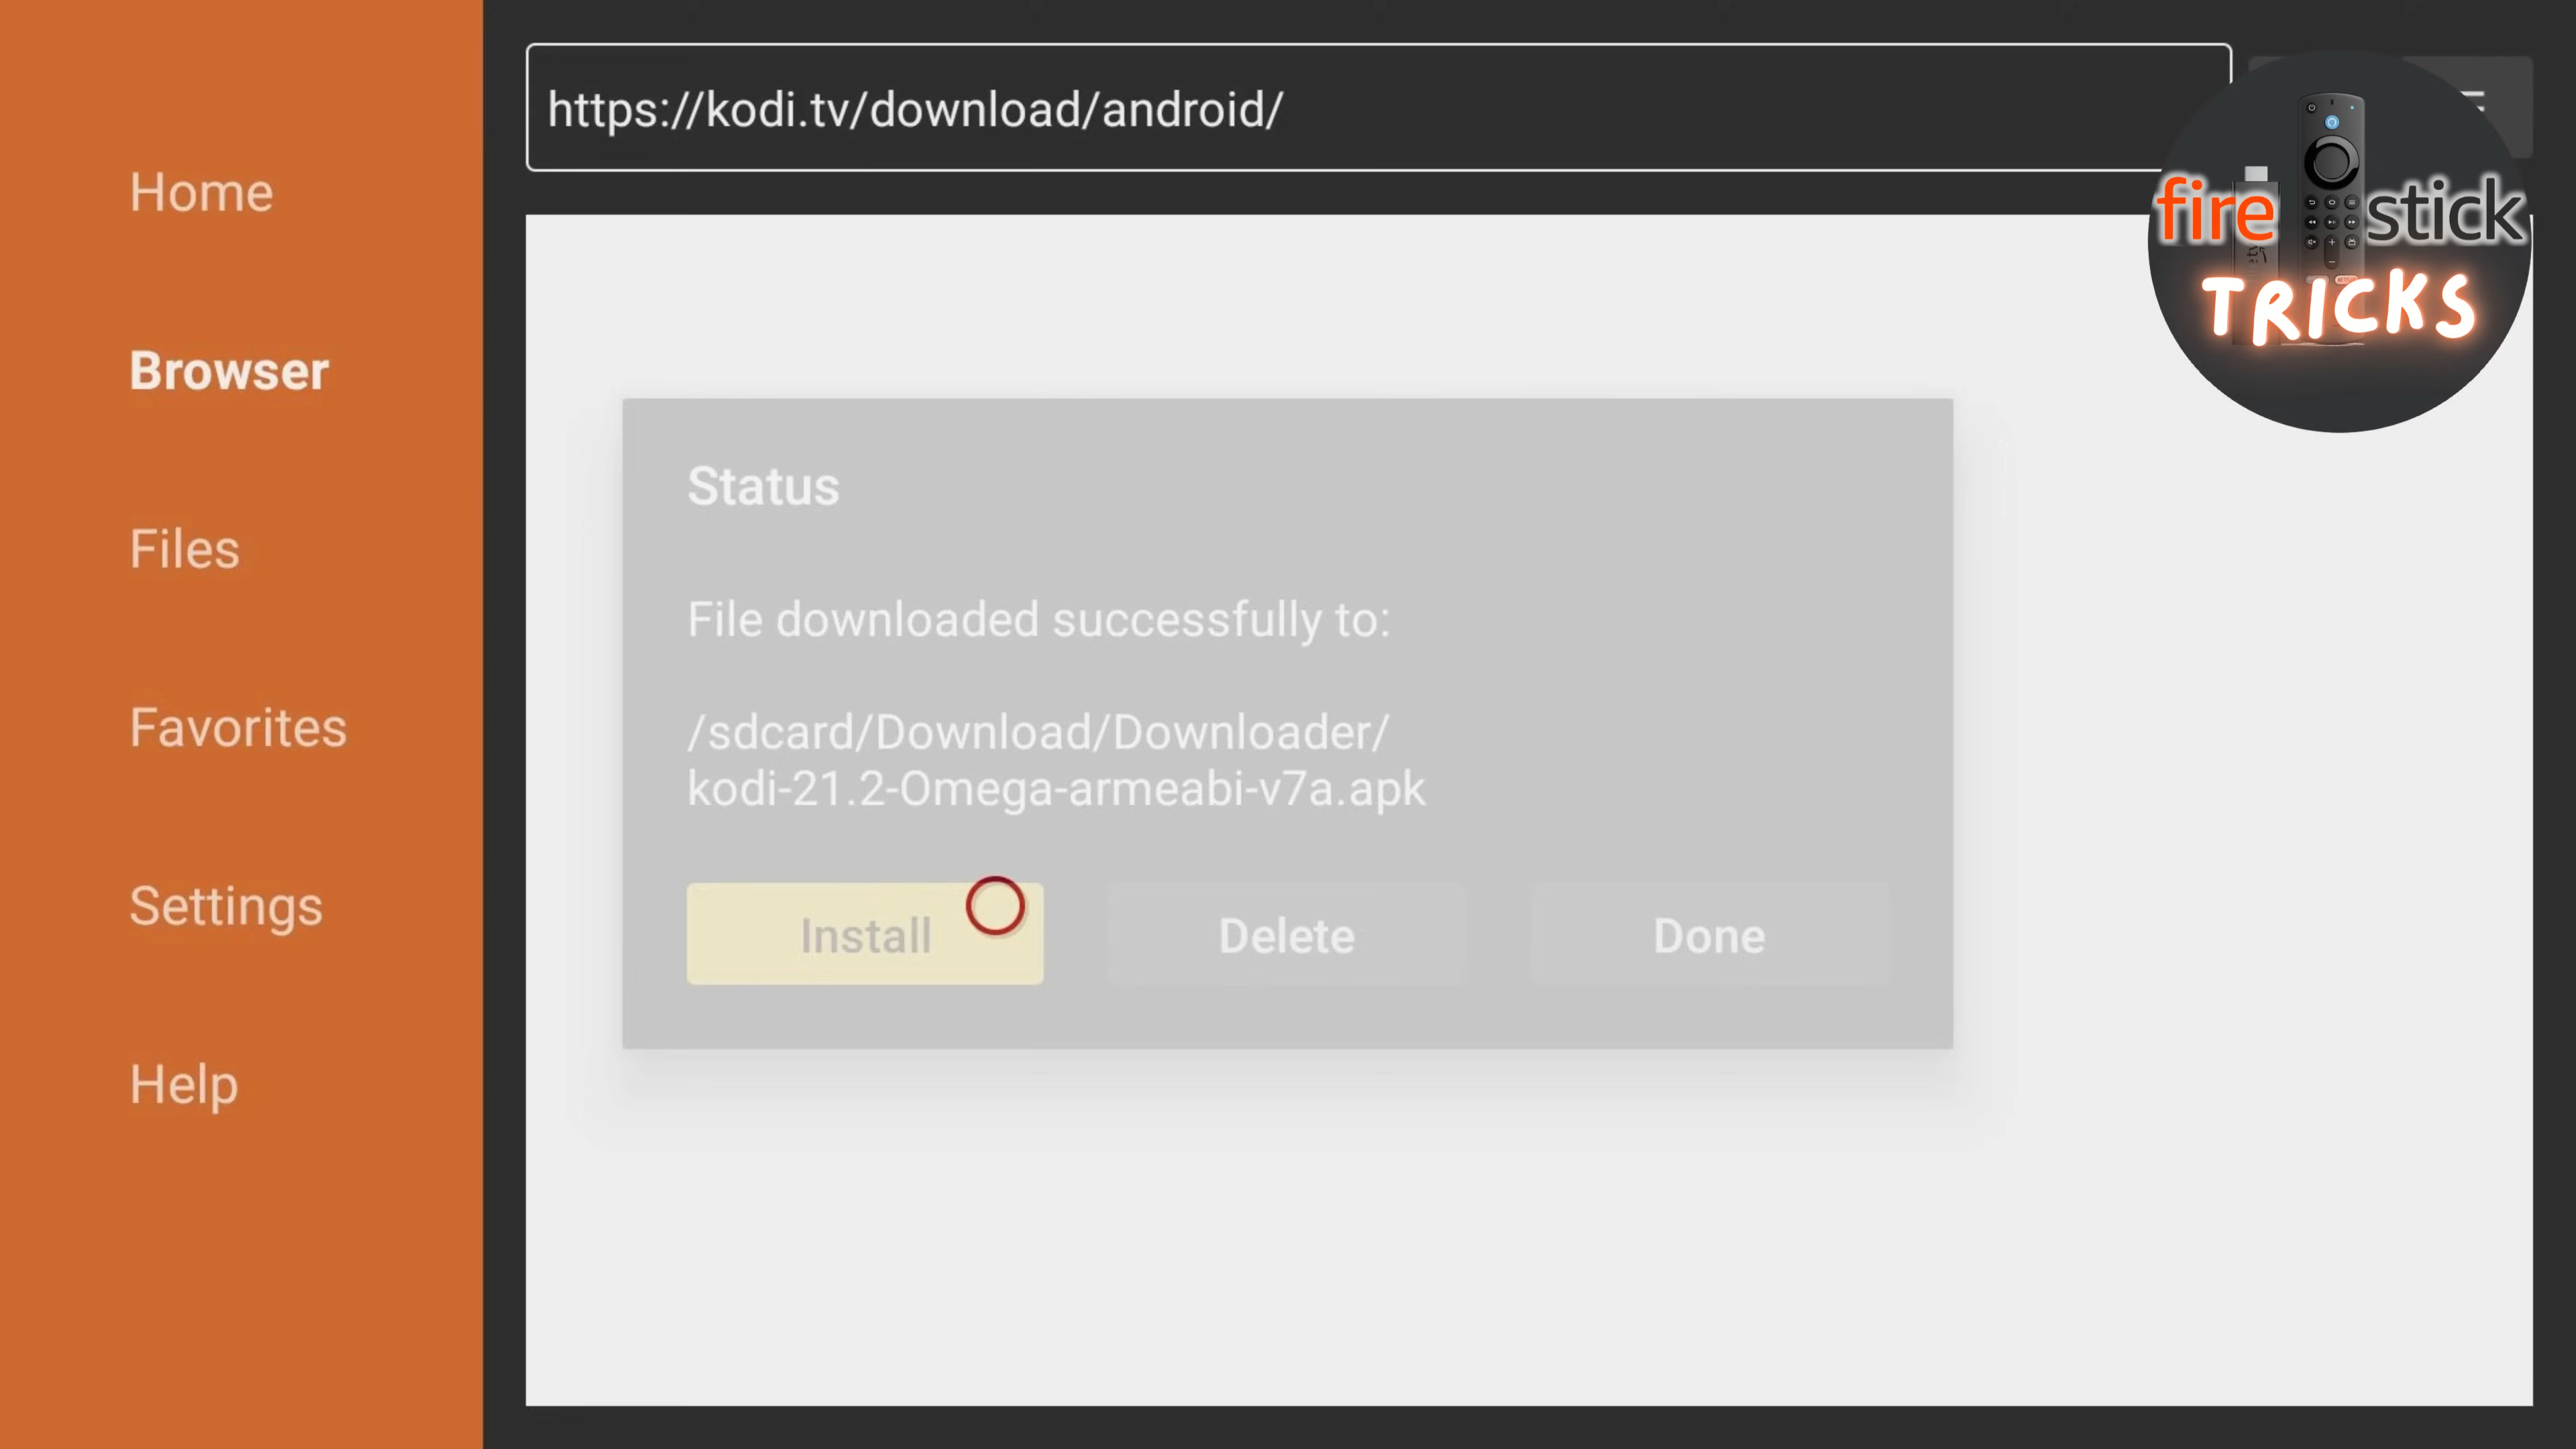 https://kodi.tv/download/android/
fire stick
TRICKS
Home
Browser
Files
Favorites
Settings
Help
Status
File downloaded successfully to:
/sdcard/Download/Downloader/
kodi-21.2-Omega-armeabi-v7a.apk
Install
Delete
Done